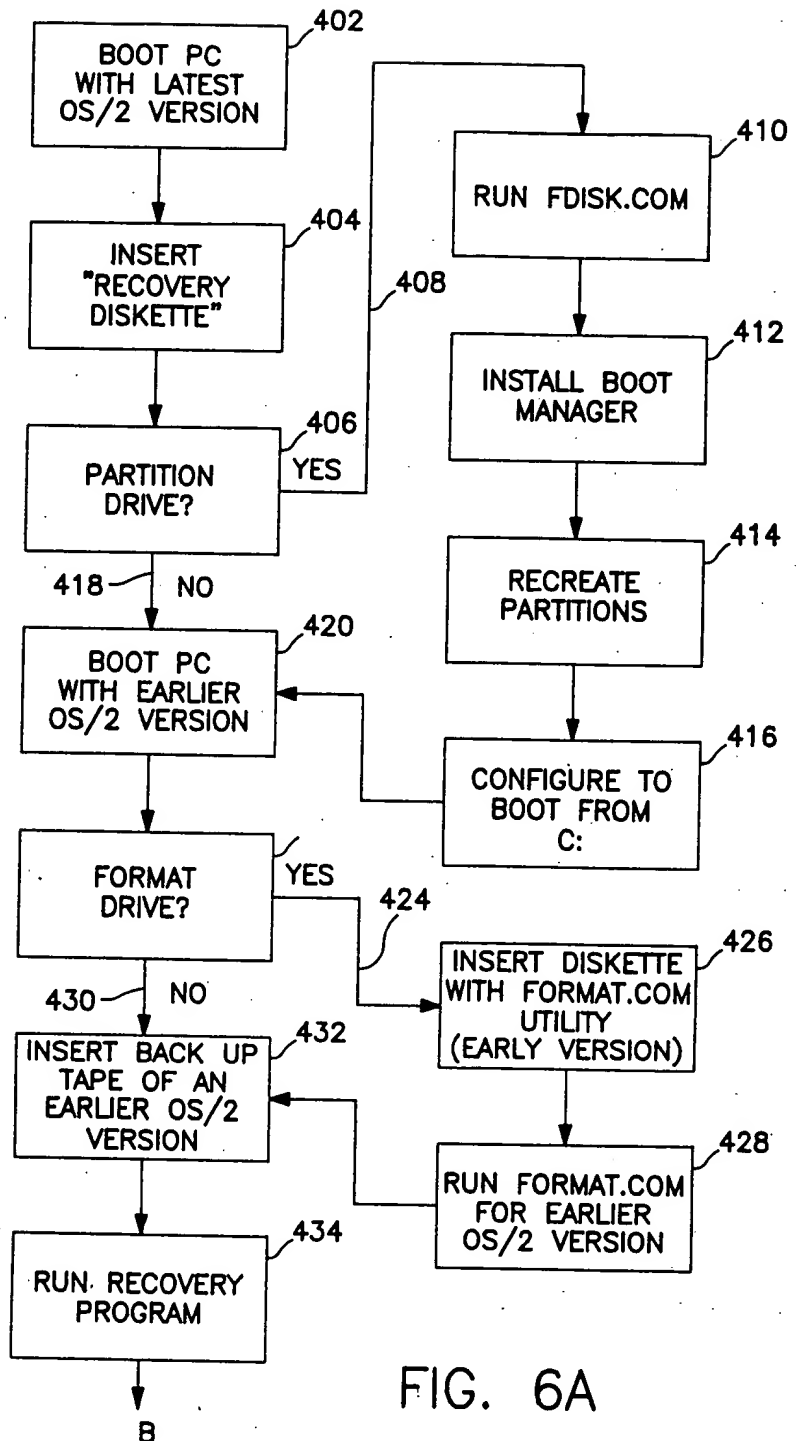 402
BOOT PC
WITH LATEST
OS/2 VERSION
404
INSERT
"RECOVERY
DISKETTE"
406
PARTITION
DRIVE?
YES
408
410
RUN FDISK.COM
412
INSTALL BOOT
MANAGER
414
RECREATE
PARTITIONS
416
CONFIGURE TO
BOOT FROM
C:
418
NO
420
BOOT PC
WITH EARLIER
OS/2 VERSION
FORMAT
DRIVE?
YES
424
426
INSERT DISKETTE
WITH FORMAT.COM
UTILITY
(EARLY VERSION)
428
RUN FORMAT.COM
FOR EARLIER
OS/2 VERSION
430
NO
432
INSERT BACK UP
TAPE OF AN
EARLIER OS/2
VERSION
434
RUN RECOVERY
PROGRAM
B
FIG. 6A